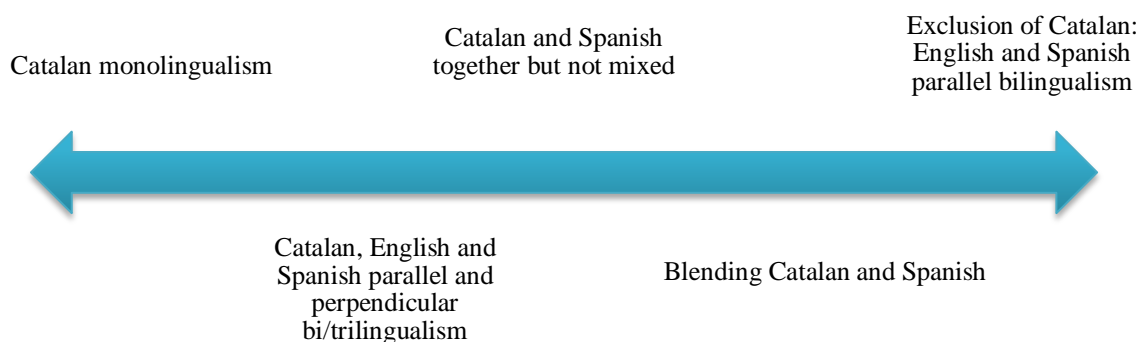 Catalan monolingualism
Catalan and Spanish
together but not mixed
Exclusion of Catalan:
English and Spanish
parallel bilingualism
Catalan, English and
Spanish parallel and
perpendicular
bi/trilingualism
Blending Catalan and Spanish